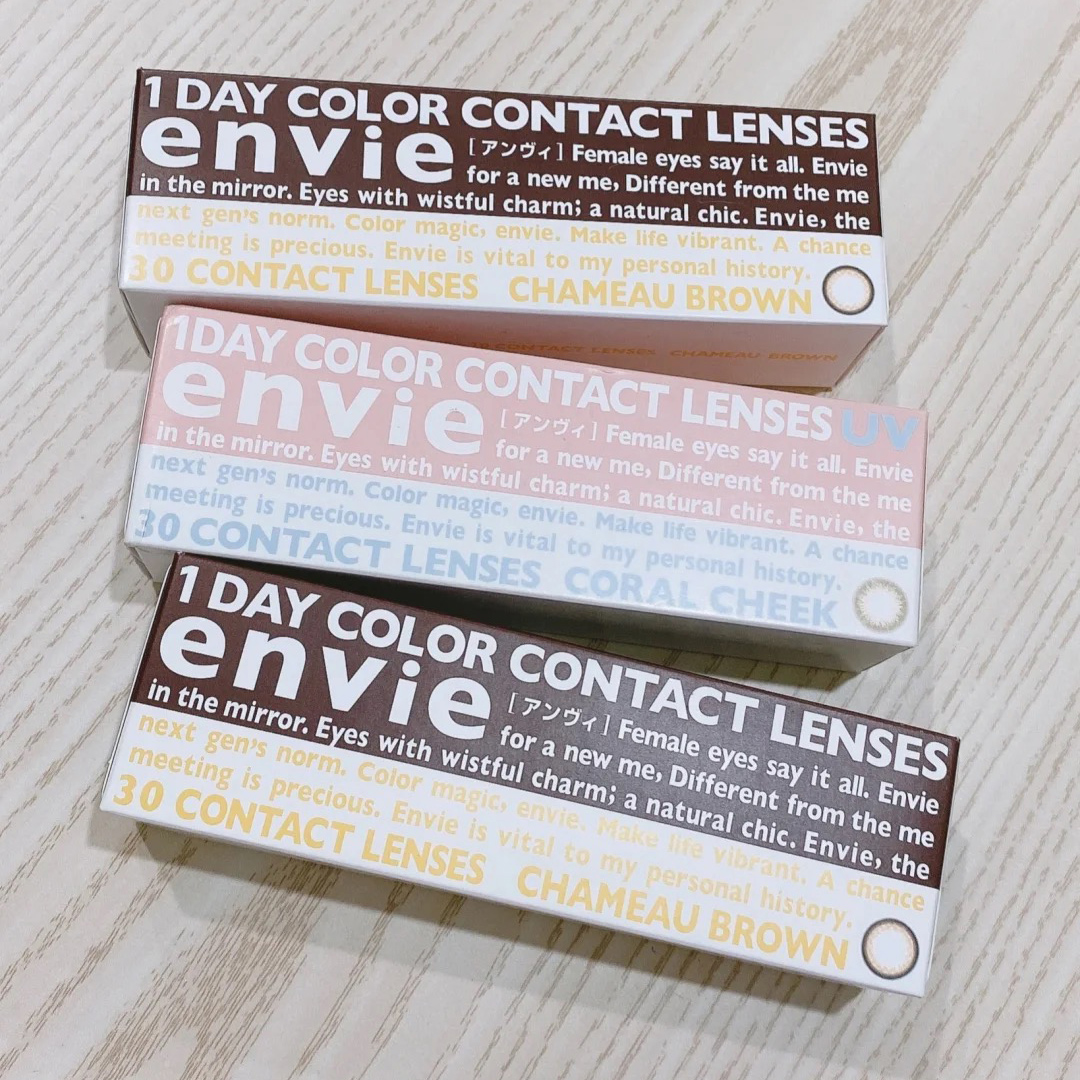 1 DAY COLOR CONTACT LENSES
envie [アンヴィ] Female eyes say it all. Envie
for a new me, Different from the me
in the mirror. Eyes with wistful charm; a natural chic. Envie, the
next gen's norm. Color magic, envie. Make life vibrant. A chance
meeting is precious. Envie is vital to my personal history.
30 CONTACT LENSES CHAMEAU BROWN
30 CONTACT LENSES CHAMEAU BROWN
1DAY COLOR CONTACT LENSES UV
envie [アンヴィ] Female eyes say it all. Envie
for a new me, Different from the me
in the mirror. Eyes with wistful charm; a natural chic. Envie, the
next gen's norm. Color magic, envie. Make life vibrant. A chance
meeting is precious. Envie is vital to my personal history.
30 CONTACT LENSES CORAL CHEEK
1 DAY COLOR CONTACT LENSES
envie [アンヴィ] Female eyes say it all. Envie
for a new me, Different from the me
in the mirror. Eyes with wistful charm; a natural chic. Envie, the
next gen's norm. Color magic, envie. Make life vibrant. A chance
meeting is precious. Envie is vital to my personal history.
30 CONTACT LENSES CHAMEAU BROWN